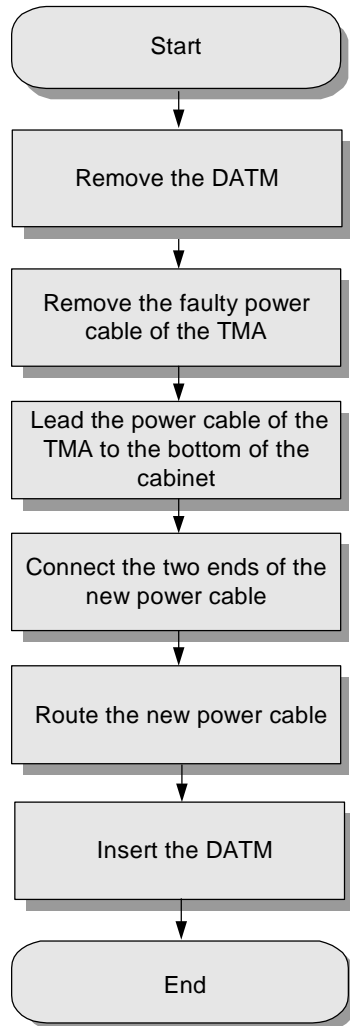 Start
Remove the DATM
Remove the faulty power
cable of the TMA
Lead the power cable of the
TMA to the bottom of the
cabinet
Connect the two ends of the
new power cable
Route the new power cable
Insert the DATM
End